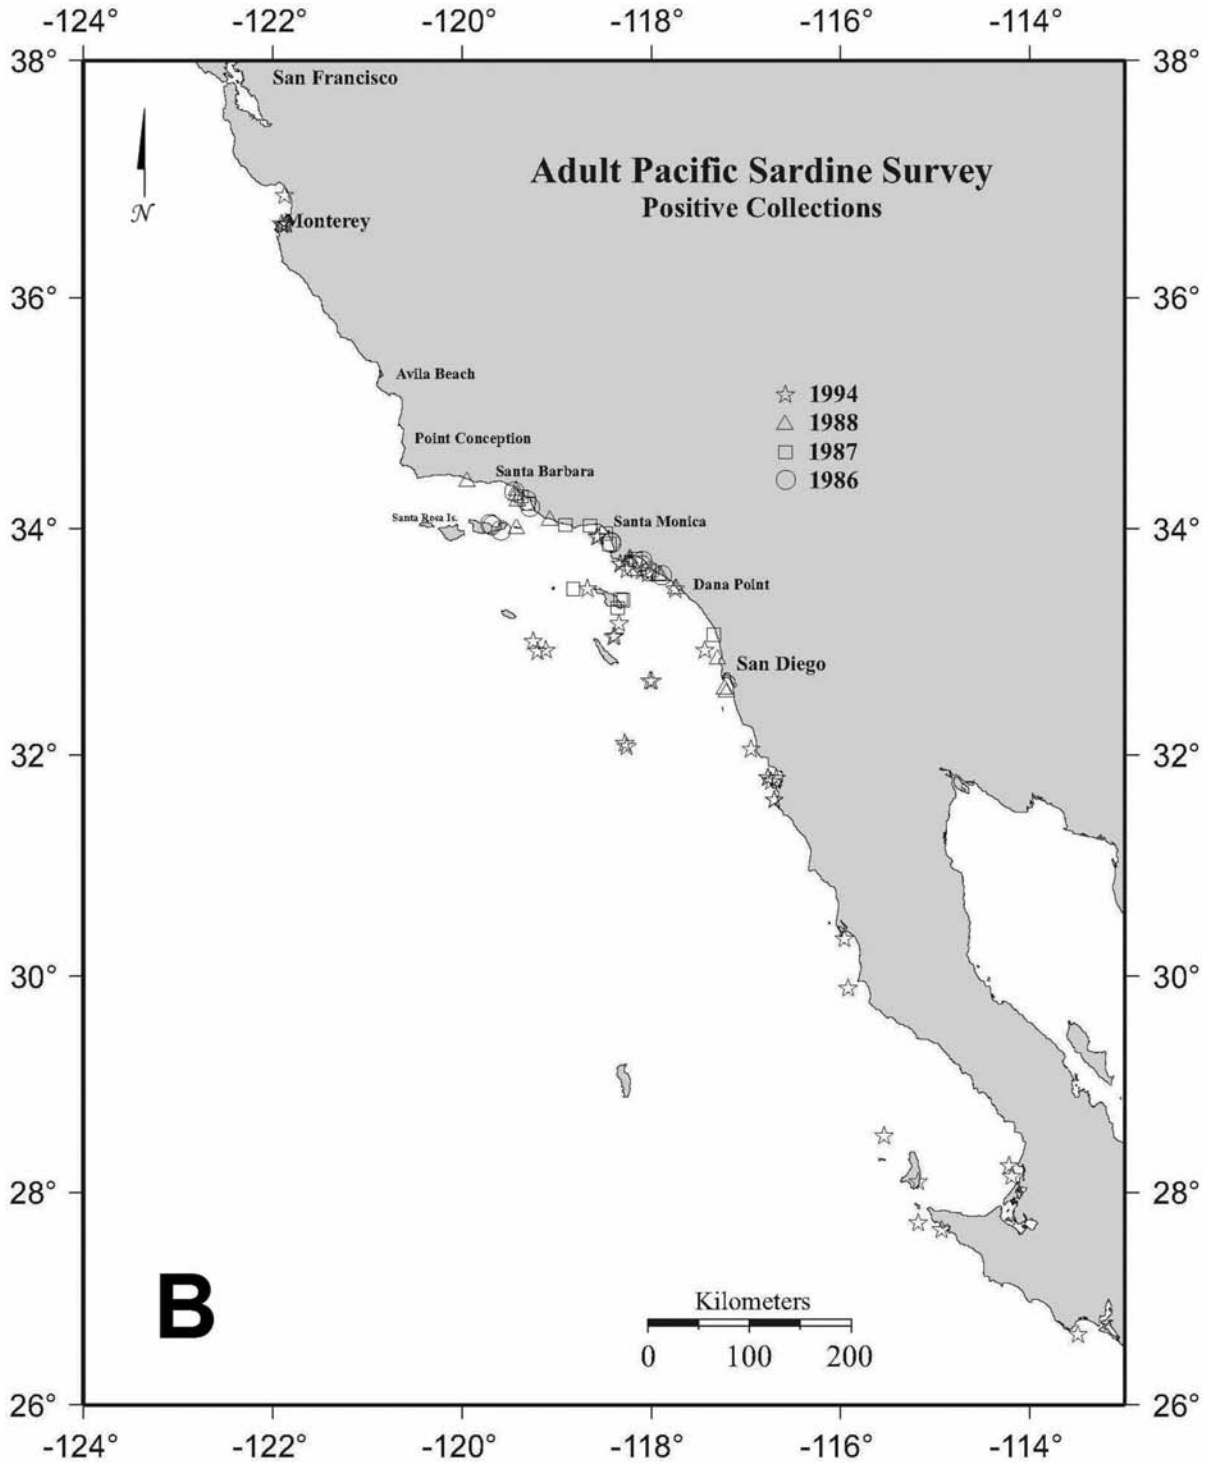 -124° -122° -120° -118° -116° -114°
38° 38°
San Francisco
Adult Pacific Sardine Survey
Positive Collections
N
Monterey
36° 36°
Avila Beach
1994
1988
Point Conception
1987
Santa Barbara
1986
Santa Rosa Is.
Santa Monica
34° 34°
Dana Point
San Diego
32° 32°
30° 30°
28° 28°
B
Kilometers
0 100 200
26° 26°
-124° -122° -120° -118° -116° -114°